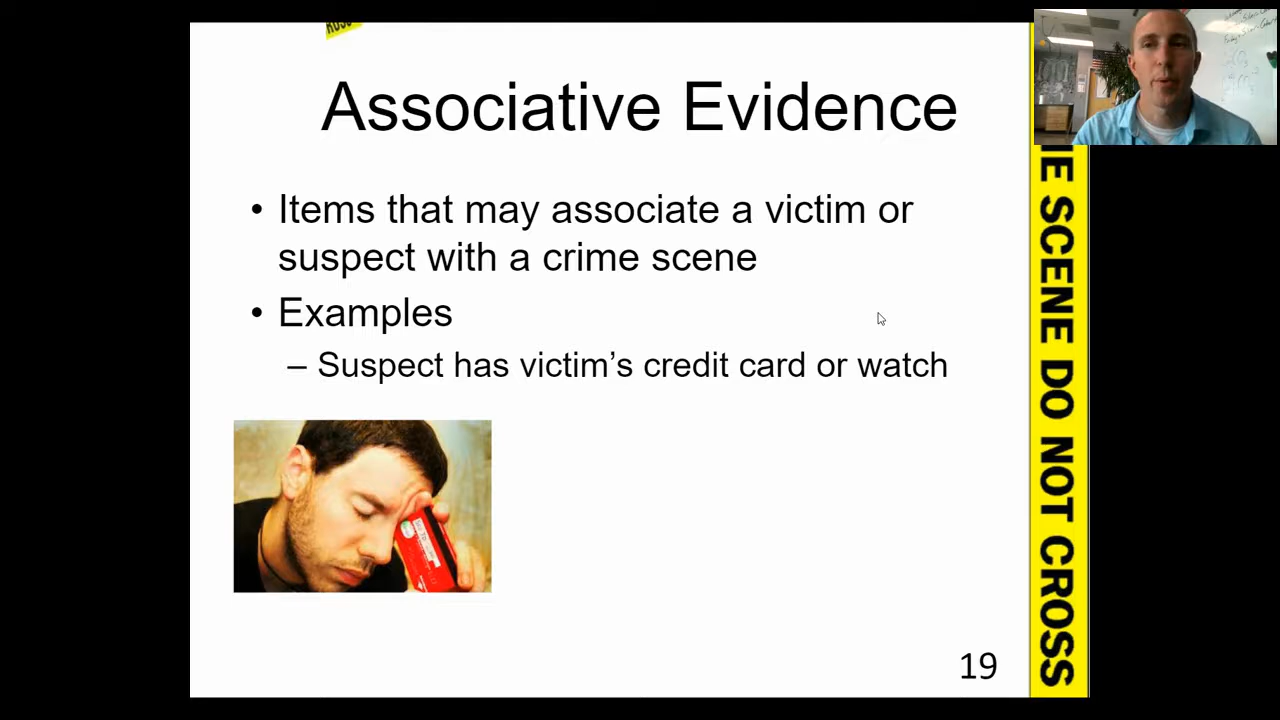 Associative Evidence
• Items that may associate a victim or
suspect with a crime scene
• Examples
– Suspect has victim's credit card or watch
19
NE SCENE DO NOT CROSS